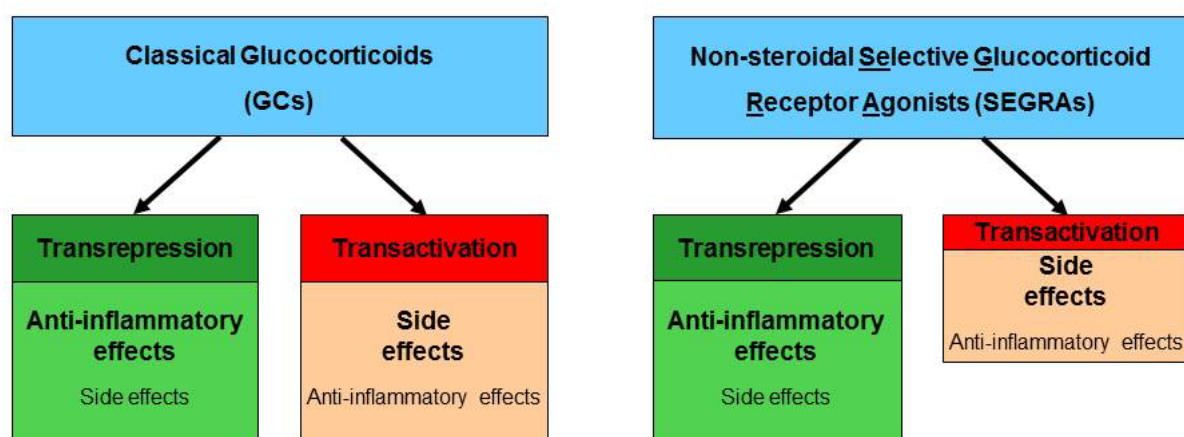 Classical Glucocorticoids
(GCs)
Transrepression
Anti-inflammatory
effects
Side effects
Transactivation
Side
effects
Anti-inflammatory effects
Non-steroidal Selective Glucocorticoid
Receptor Agonists (SEGRAs)
Transrepression
Anti-inflammatory
effects
Side effects
Transactivation
Side
effects
Anti-inflammatory effects